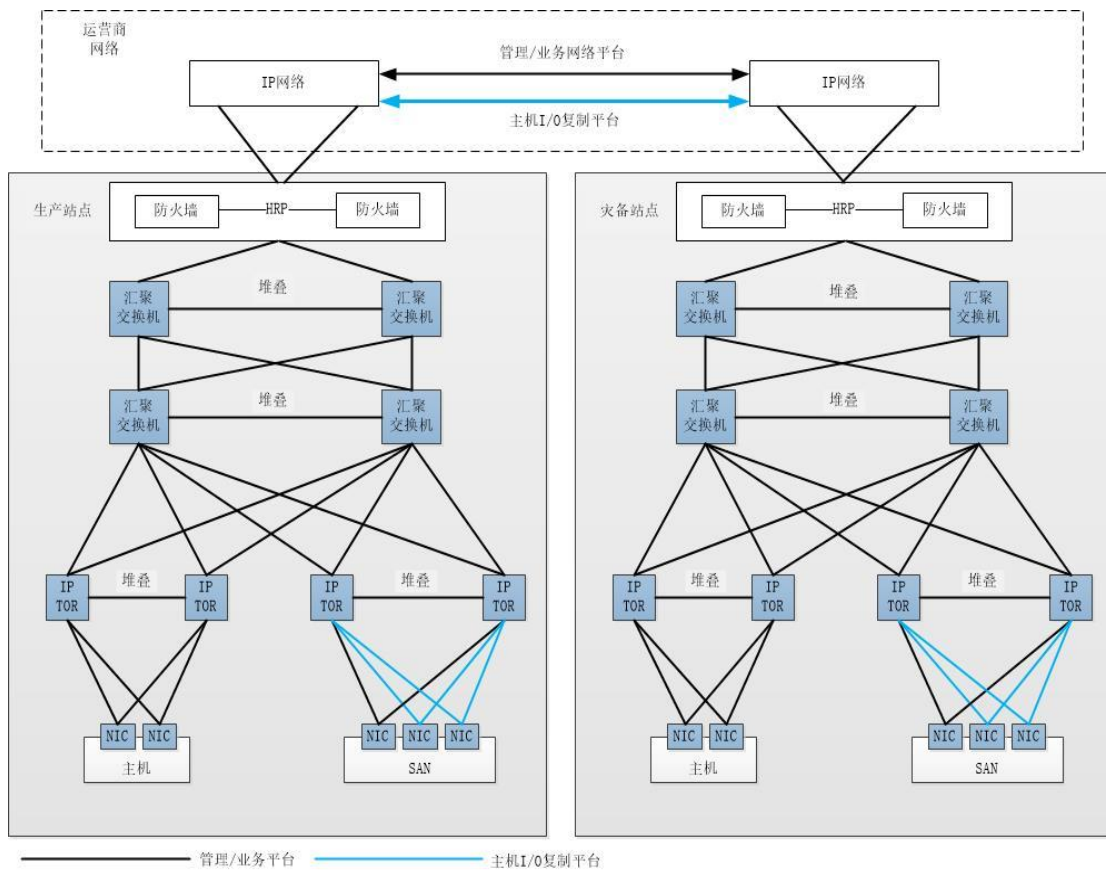 运营商
网络
管理/业务网络平台
IP网络
IP网络
主机I/O复制平台
生产站点
防火墙
HRP
防火墙
灾备站点
防火墙
HRP
防火墙
汇聚
交换机
堆叠
汇聚
交换机
汇聚
交换机
堆叠
汇聚
交换机
汇聚
交换机
堆叠
汇聚
交换机
汇聚
交换机
堆叠
汇聚
交换机
IP
TOR
堆叠
IP
TOR
IP
TOR
堆叠
IP
TOR
IP
TOR
堆叠
IP
TOR
IP
TOR
堆叠
IP
TOR
NIC
NIC
主机
NIC
NIC
NIC
SAN
NIC
NIC
主机
NIC
NIC
NIC
SAN
管理/业务平台
主机I/O复制平台